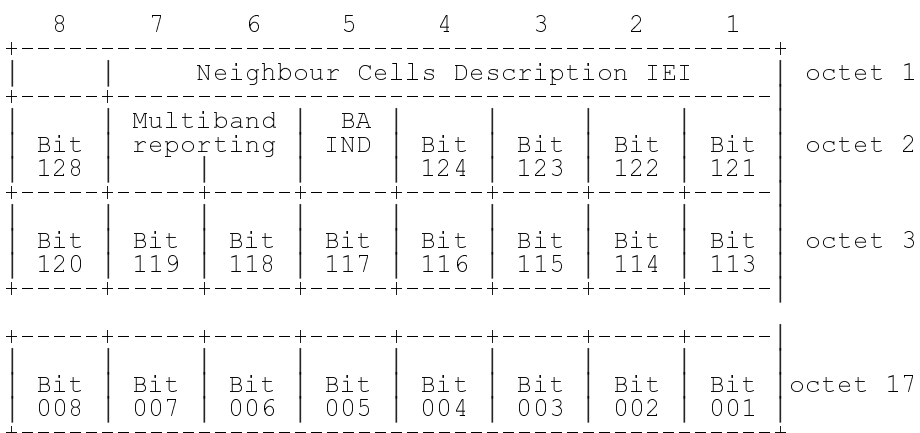 8 7 6 5 4 3 2 1
Neighbour Cells Description IEI octet 1
Multiband BA
Bit reporting IND Bit Bit Bit Bit octet 2
128 124 123 122 121
Bit Bit Bit Bit Bit Bit Bit Bit octet 3
120 119 118 117 116 115 114 113
Bit Bit Bit Bit Bit Bit Bit Bit octet 17
008 007 006 005 004 003 002 001